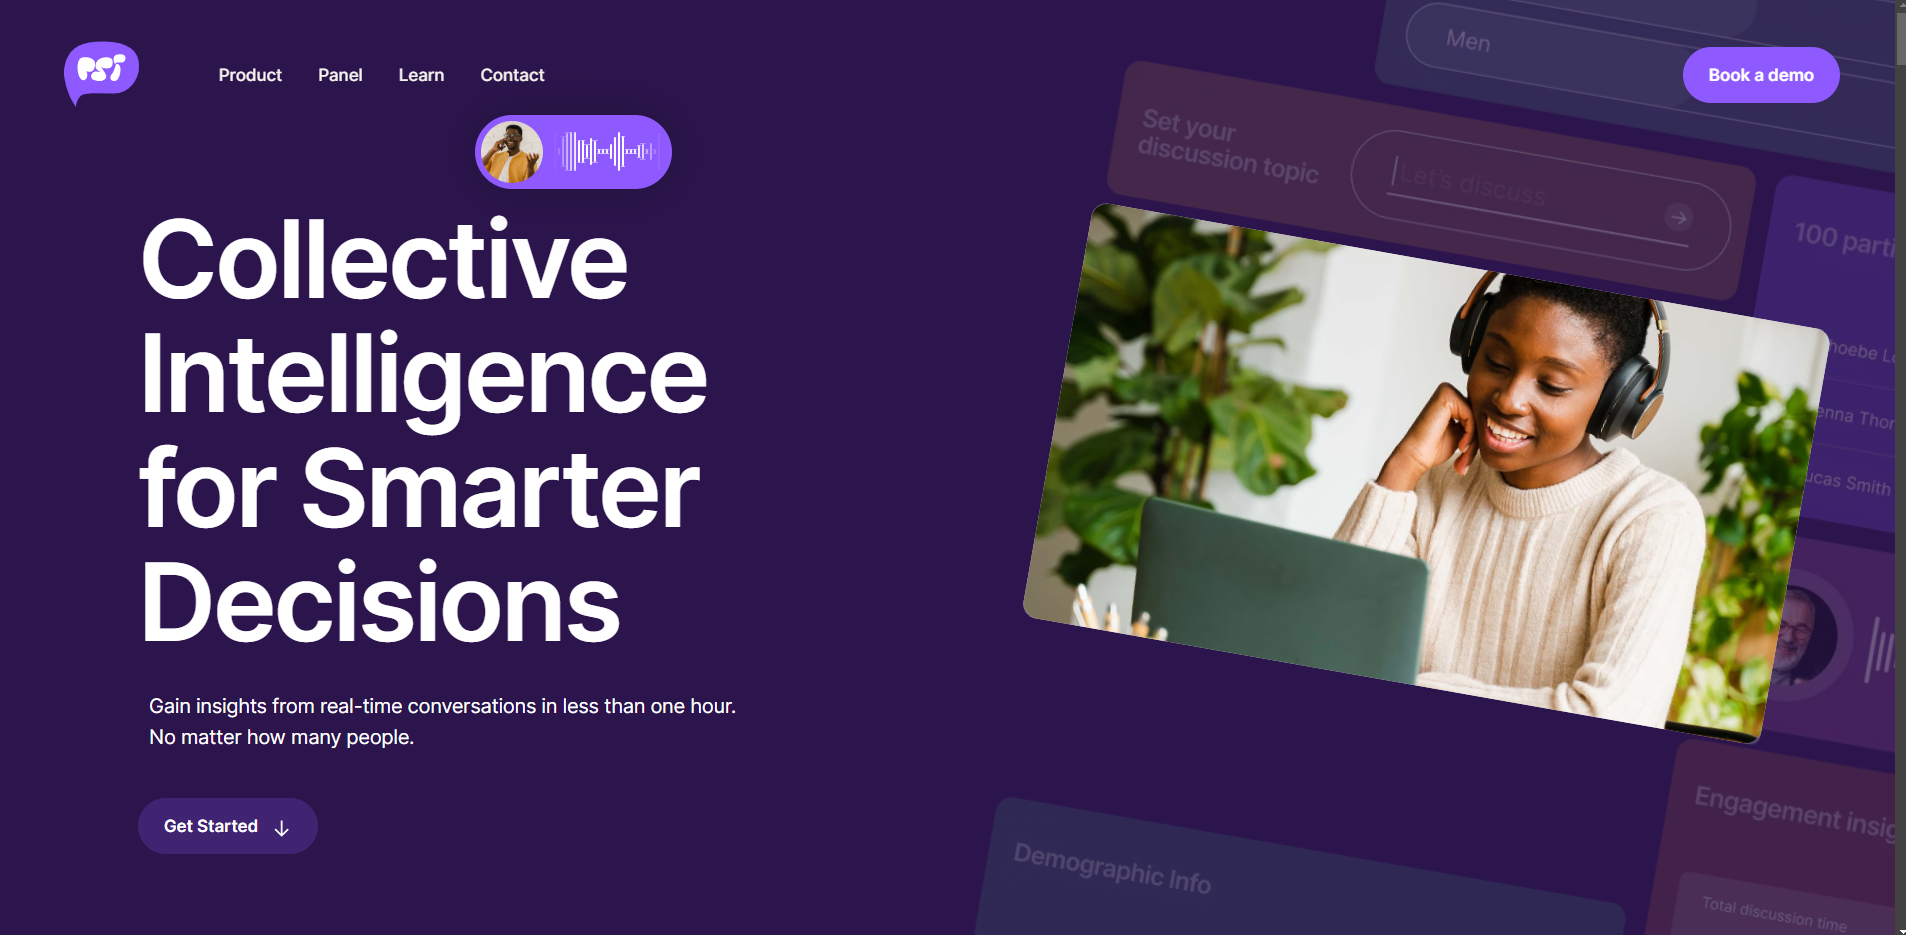 PSi
Product
Panel
Learn
Contact
Book a demo
Men
Set your
discussion topic
Let's discuss
100 parti
Collective
Intelligence
for Smarter
Decisions
hoebe Lo
enna Thor
ucas Smith
Gain insights from real-time conversations in less than one hour.
No matter how many people.
Get Started
Demographic Info
Engagement insig
Total discussion time